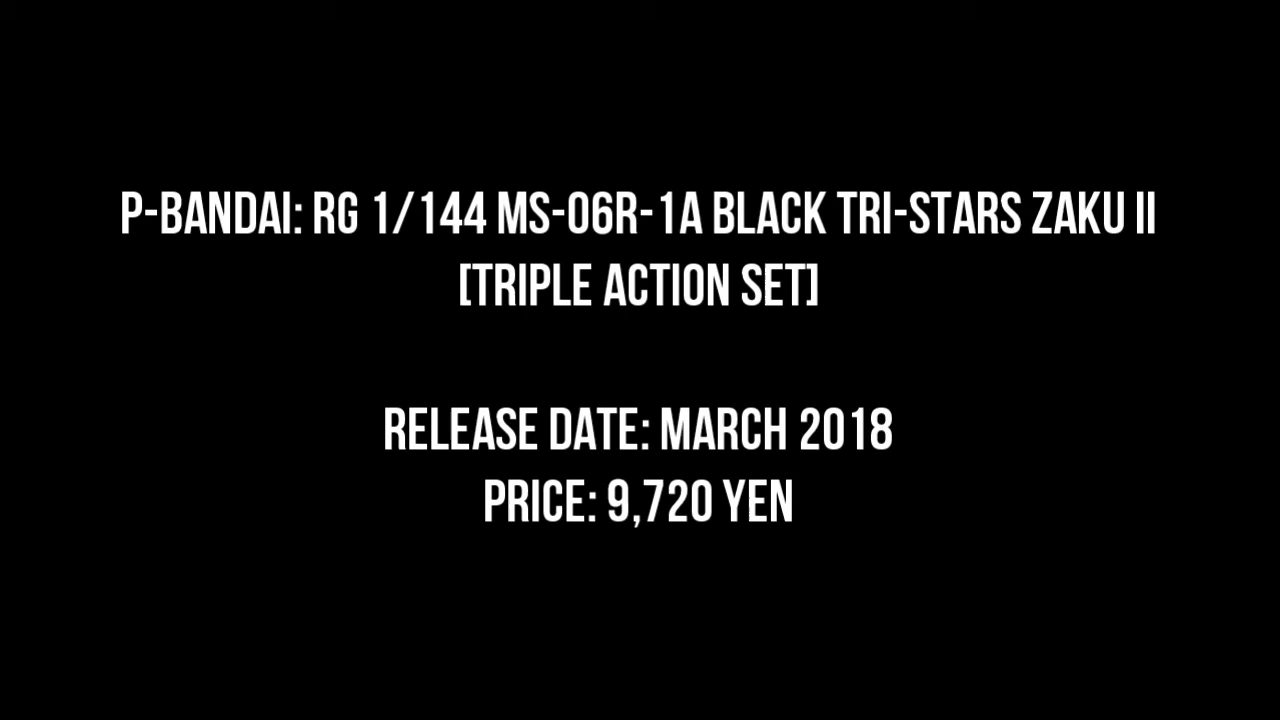 P-BANDAI: RG 1/144 MS-06R-1A BLACK TRI-STARS ZAKU II
[TRIPLE ACTION SET]
RELEASE DATE: MARCH 2018
PRICE: 9,720 YEN